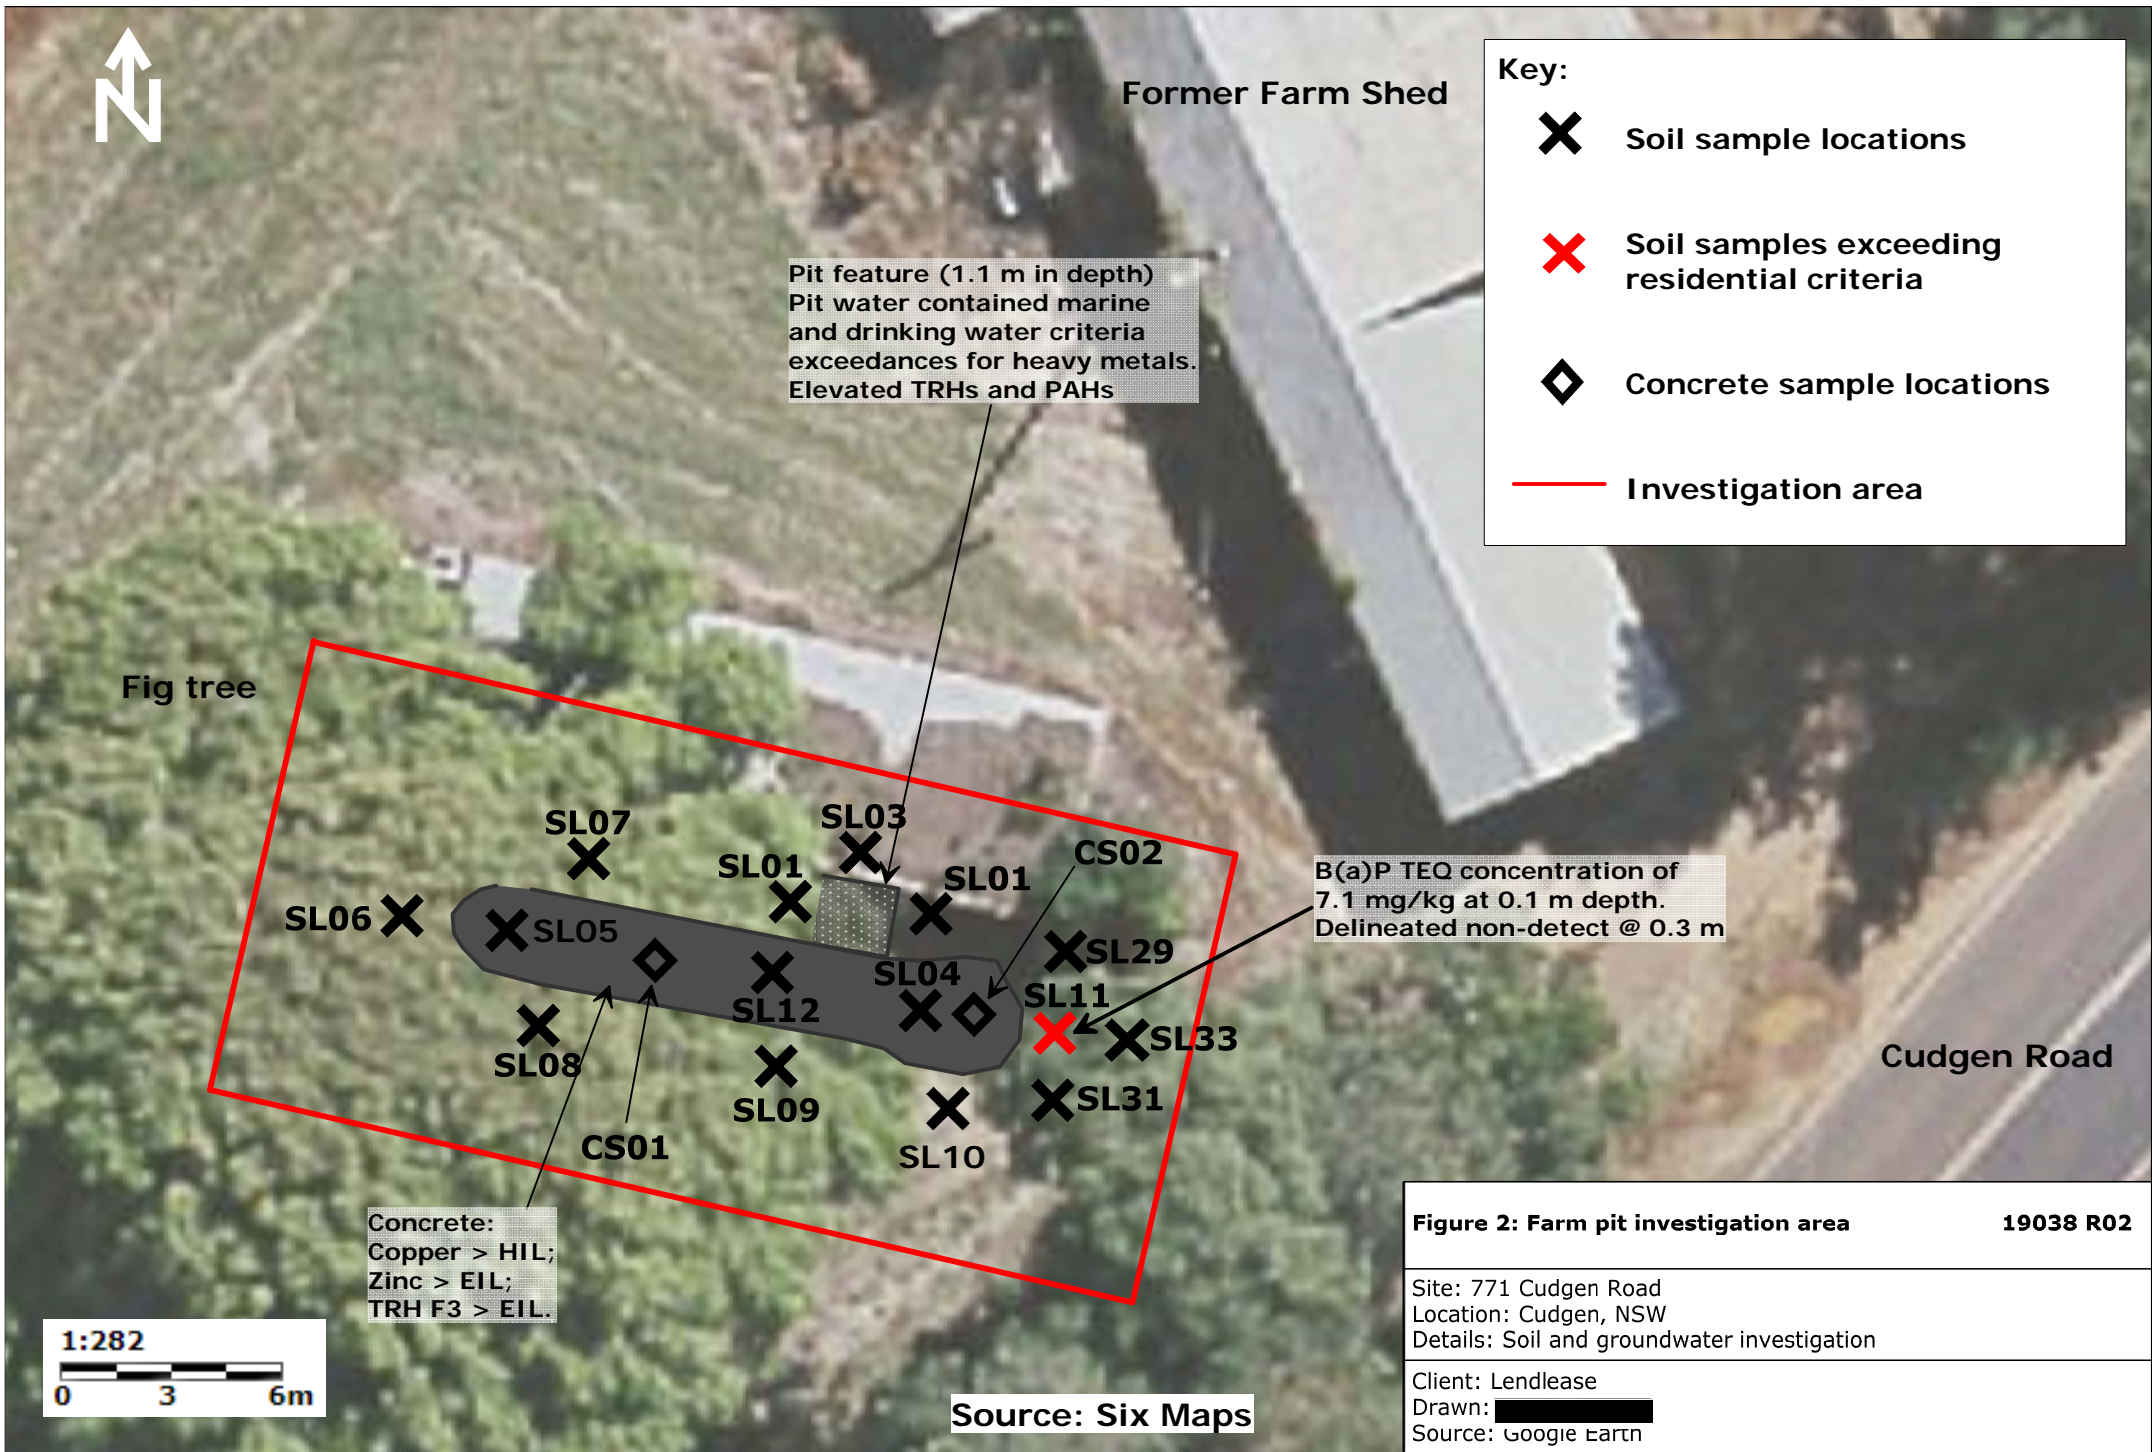 N
Former Farm Shed
Key:
Soil sample locations
Soil samples exceeding
residential criteria
Concrete sample locations
Investigation area
Pit feature (1.1 m in depth)
Pit water contained marine
and drinking water criteria
exceedances for heavy metals.
Elevated TRHs and PAHs
Fig tree
SL07
SL03
SL01
SL01
CS02
B(a)P TEQ concentration of
7.1 mg/kg at 0.1 m depth.
Delineated non-detect @ 0.3 m
SL06
SL05
SL29
SL04
SL12
SL11
SL33
SL08
SL09
SL31
SL10
CS01
Cudgen Road
Concrete:
Copper > HIL;
Zinc > EIL;
TRH F3 > EIL.
1:282
0 3 6m
Source: Six Maps
Figure 2: Farm pit investigation area 19038 R02
Site: 771 Cudgen Road
Location: Cudgen, NSW
Details: Soil and groundwater investigation
Client: Lendlease
Drawn:
Source: Google Earth